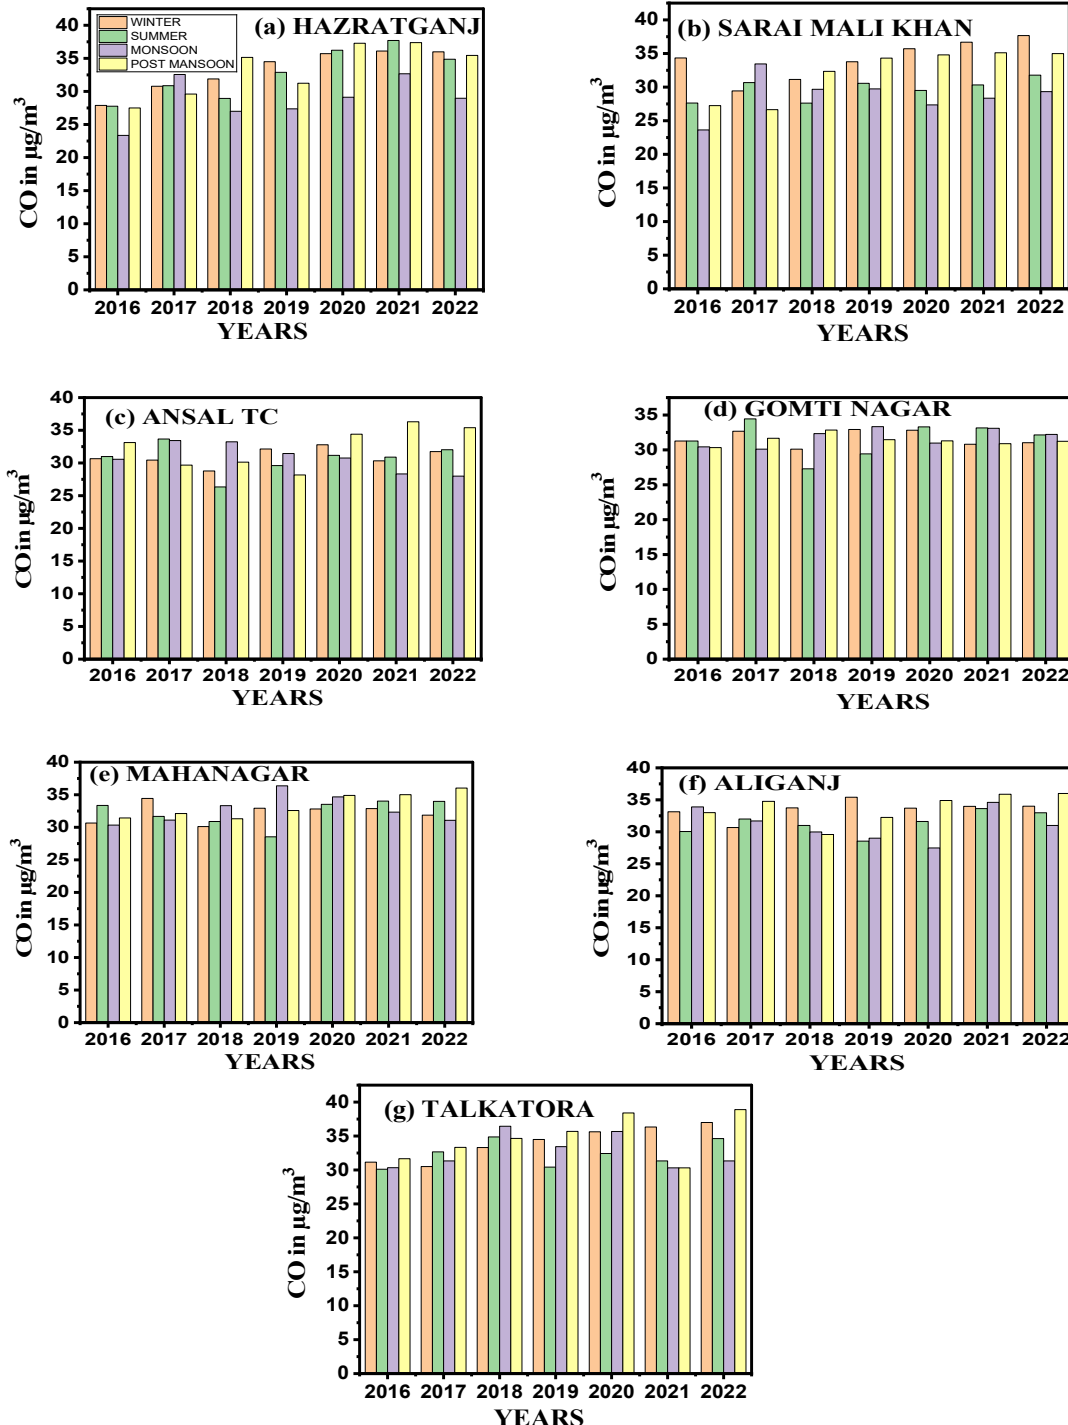 (a) HAZRATGANJ
WINTER
SUMMER
MONSOON
POST MANSOON
CO in µg/m³
40
35
30
25
20
15
10
5
0
2016 2017 2018 2019 2020 2021 2022
YEARS
(b) SARAI MALI KHAN
CO in µg/m³
40
35
30
25
20
15
10
5
0
2016 2017 2018 2019 2020 2021 2022
YEARS
(c) ANSAL TC
CO in µg/m³
40
35
30
25
20
15
10
5
0
2016 2017 2018 2019 2020 2021 2022
YEARS
(d) GOMTI NAGAR
CO in µg/m³
35
30
25
20
15
10
5
0
2016 2017 2018 2019 2020 2021 2022
YEARS
(e) MAHANAGAR
CO in µg/m³
40
35
30
25
20
15
10
5
0
2016 2017 2018 2019 2020 2021 2022
YEARS
(f) ALIGANJ
CO in µg/m³
40
35
30
25
20
15
10
5
0
2016 2017 2018 2019 2020 2021 2022
YEARS
(g) TALKATORA
CO in µg/m³
40
35
30
25
20
15
10
5
0
2016 2017 2018 2019 2020 2021 2022
YEARS